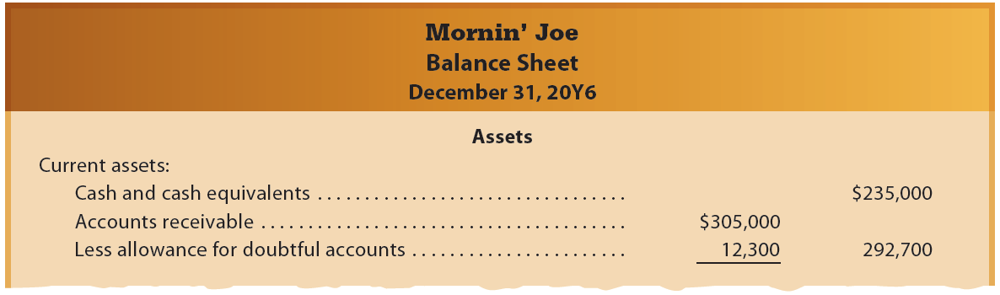 Mornin' Joe
Balance Sheet
December 31, 20Y6
Assets
Current assets:
Cash and cash equivalents .................................. $235,000
Accounts receivable ....................................... $305,000
Less allowance for doubtful accounts ....................... 12,300 292,700